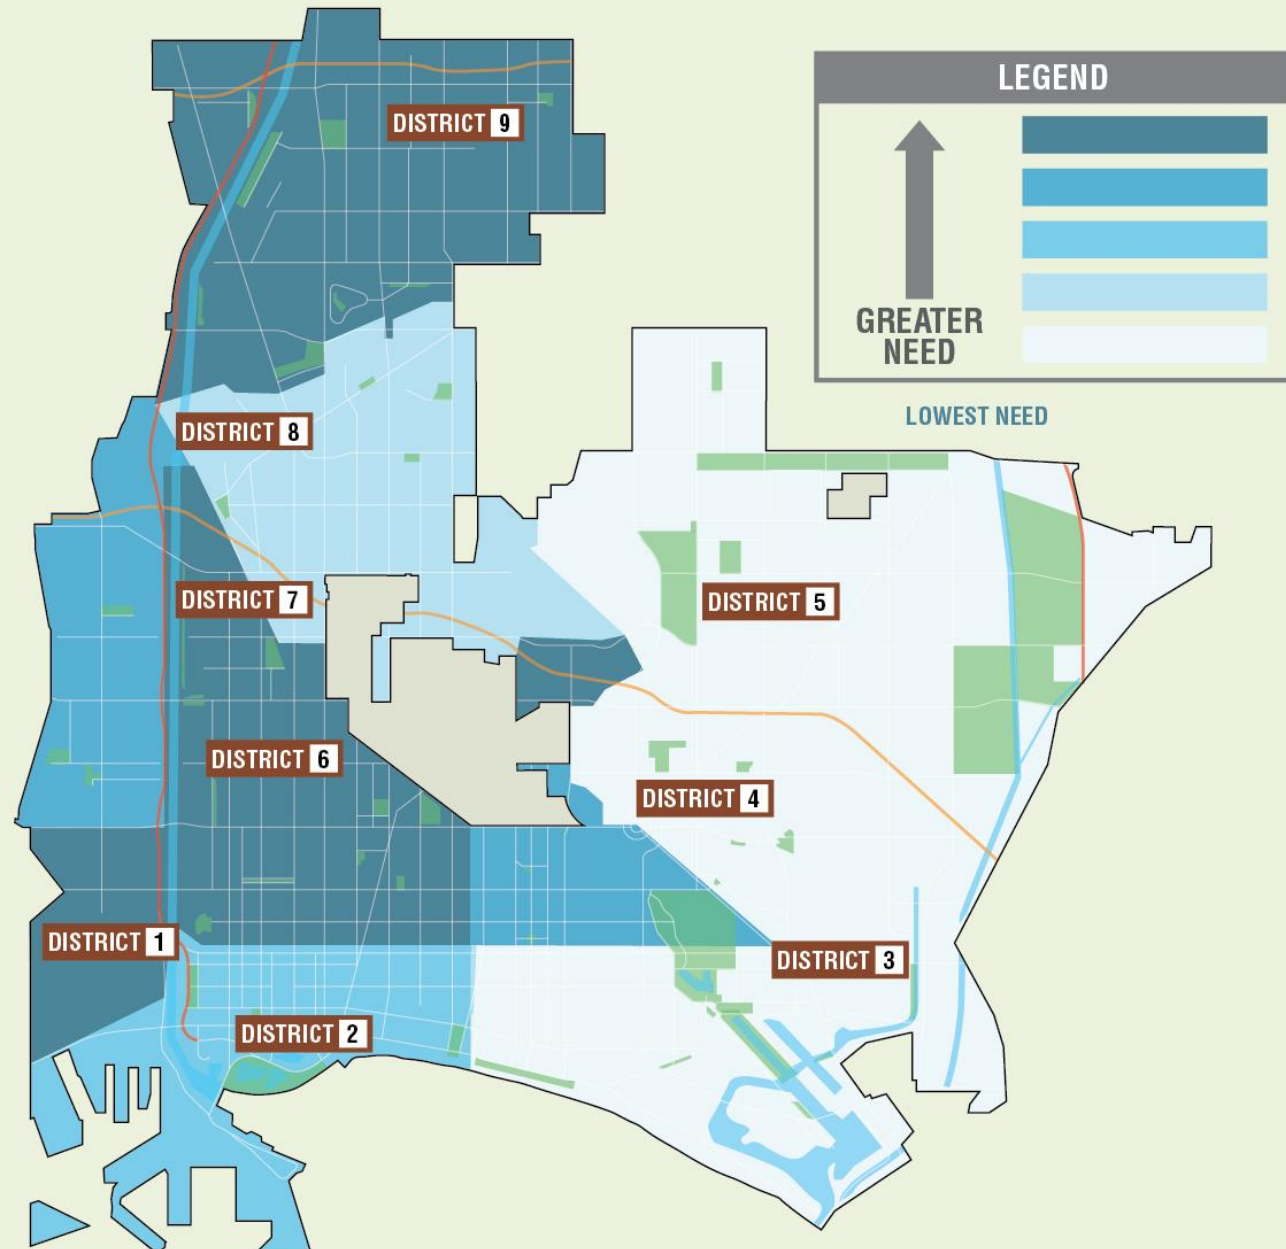 LEGEND
GREATER
NEED
LOWEST NEED
DISTRICT 9
DISTRICT 8
DISTRICT 7
DISTRICT 5
DISTRICT 6
DISTRICT 4
DISTRICT 1
DISTRICT 3
DISTRICT 2